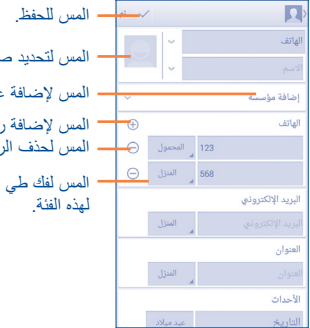 المس للحفظ.
الهاتف
المس لتحديد
الاسم
إضافة مؤسسة
المس لإضافة
الهاتف
المس لإضافة
123
المحمول
المس لحذف
568
المنزل
المس لفك طي
لهذه الفئة.
البريد الإلكتروني
البريد الإلكتروني
المنزل
العنوان
العنوان
المنزل
الأحداث
التاريخ
عيد ميلاد